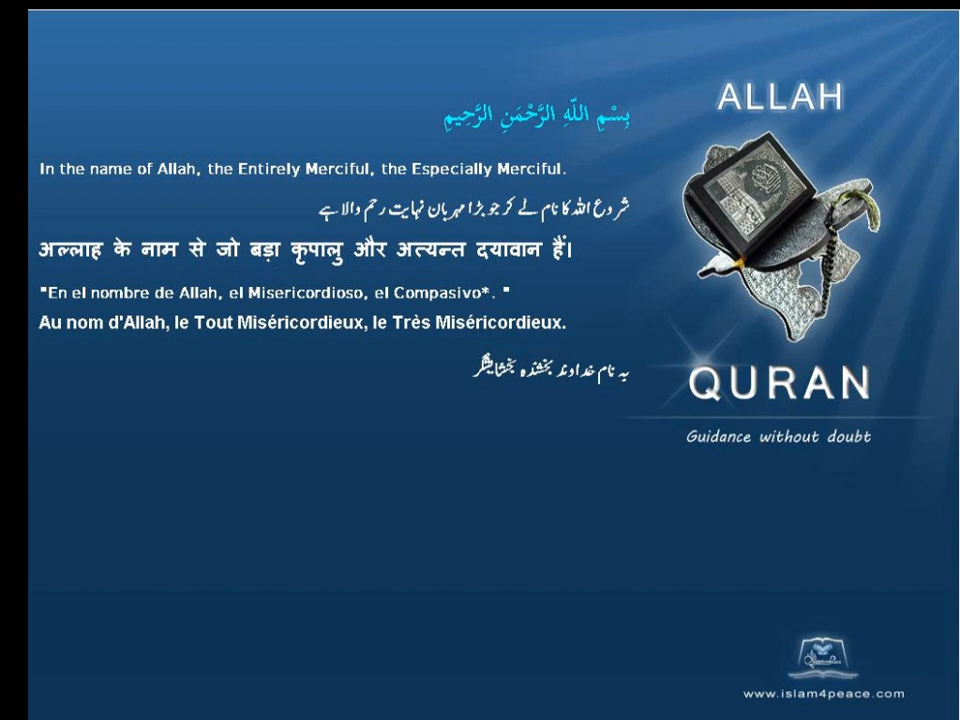 بِسْمِ اللَّهِ الرَّحْمَنِ الرَّحِيمِ
In the name of Allah, the Entirely Merciful, the Especially Merciful.
شروع الله کا نام لے کر جو بڑا مہربان نہایت رحم والا ہے
अल्लाह के नाम से जो बड़ा कृपालु और अत्यन्त दयावान हैं।
"En el nombre de Allah, el Misericordioso, el Compasivo*. "
Au nom d'Allah, le Tout Miséricordieux, le Très Miséricordieux.
به نام خداوند بخشنده بخشایشگر
ALLAH
QURAN
Guidance without doubt
www.islam4peace.com